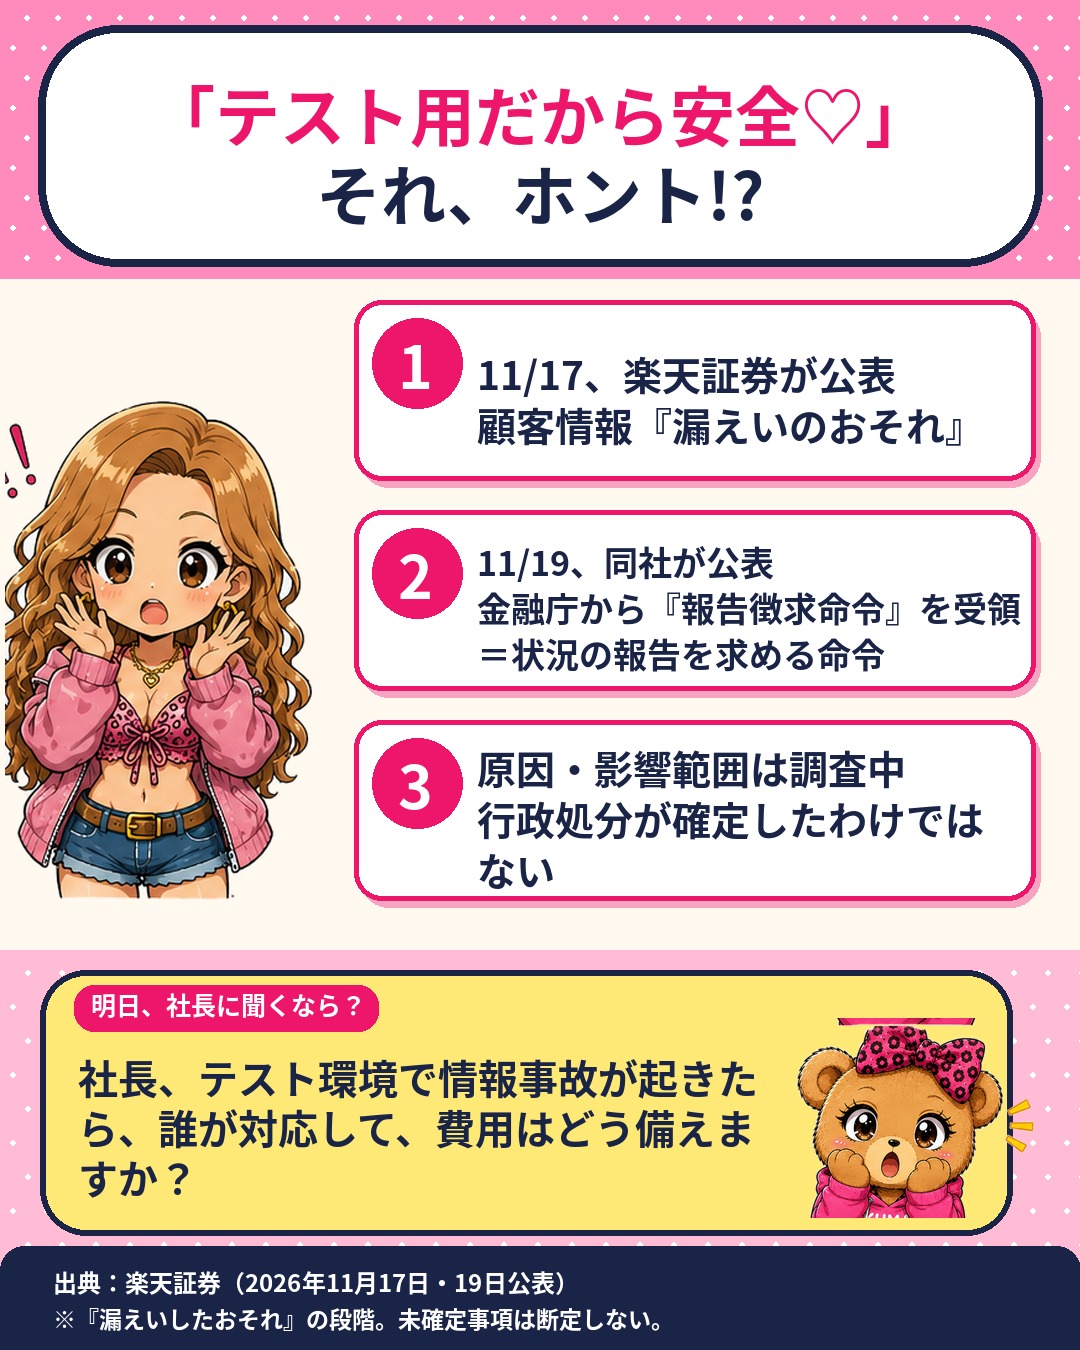 「テスト用だから安全♡」
それ、ホント!?
1
11/17、楽天証券が公表
顧客情報『漏えいのおそれ』
2
11/19、同社が公表
金融庁から『報告徴求命令』を受領
＝状況の報告を求める命令
3
原因・影響範囲は調査中
行政処分が確定したわけでは
ない
明日、社長に聞くなら？
社長、テスト環境で情報事故が起きた
ら、誰が対応して、費用はどう備えま
すか？
出典：楽天証券（2026年11月17日・19日公表）
※『漏えいしたおそれ』の段階。未確定事項は断定しない。